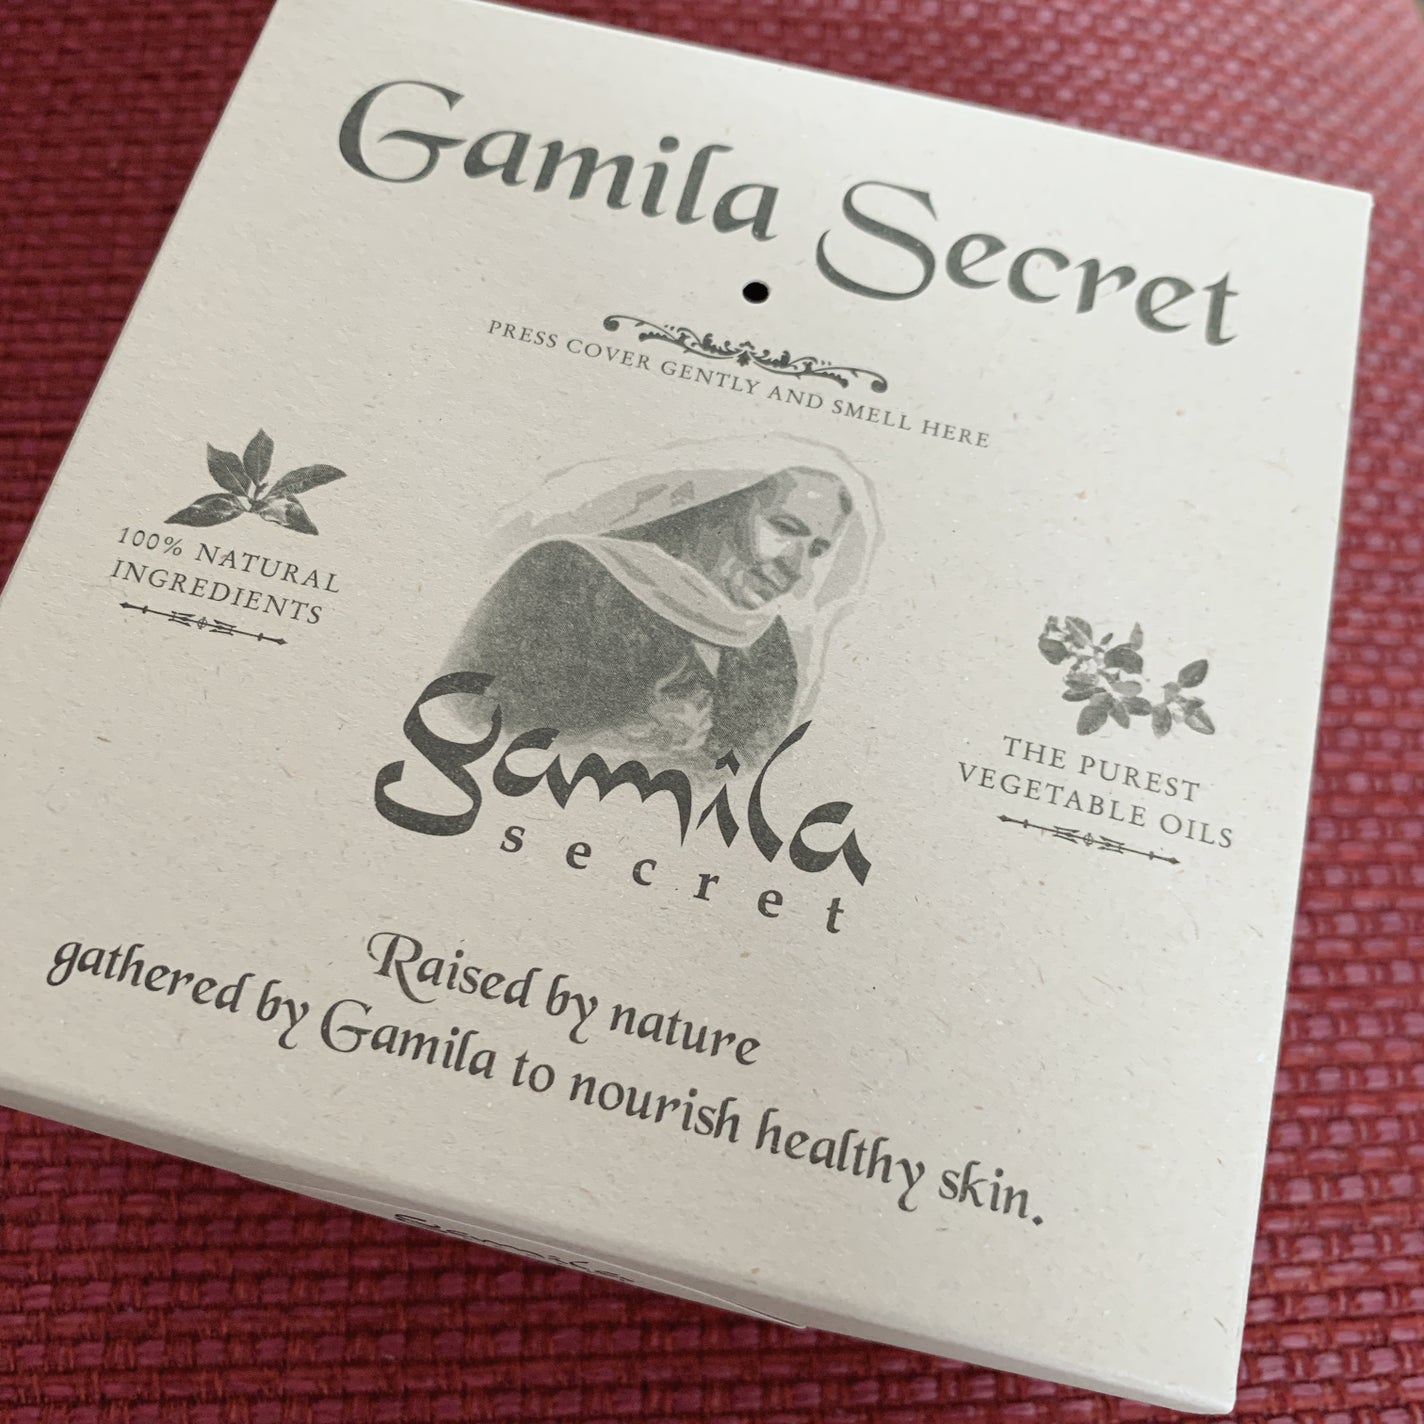 Gamila Secret
PRESS COVER GENTLY AND SMELL HERE
100% NATURAL
INGREDIENTS
THE PUREST
VEGETABLE OILS
gamila
secret
Raised by nature
gathered by Gamila to nourish healthy skin.